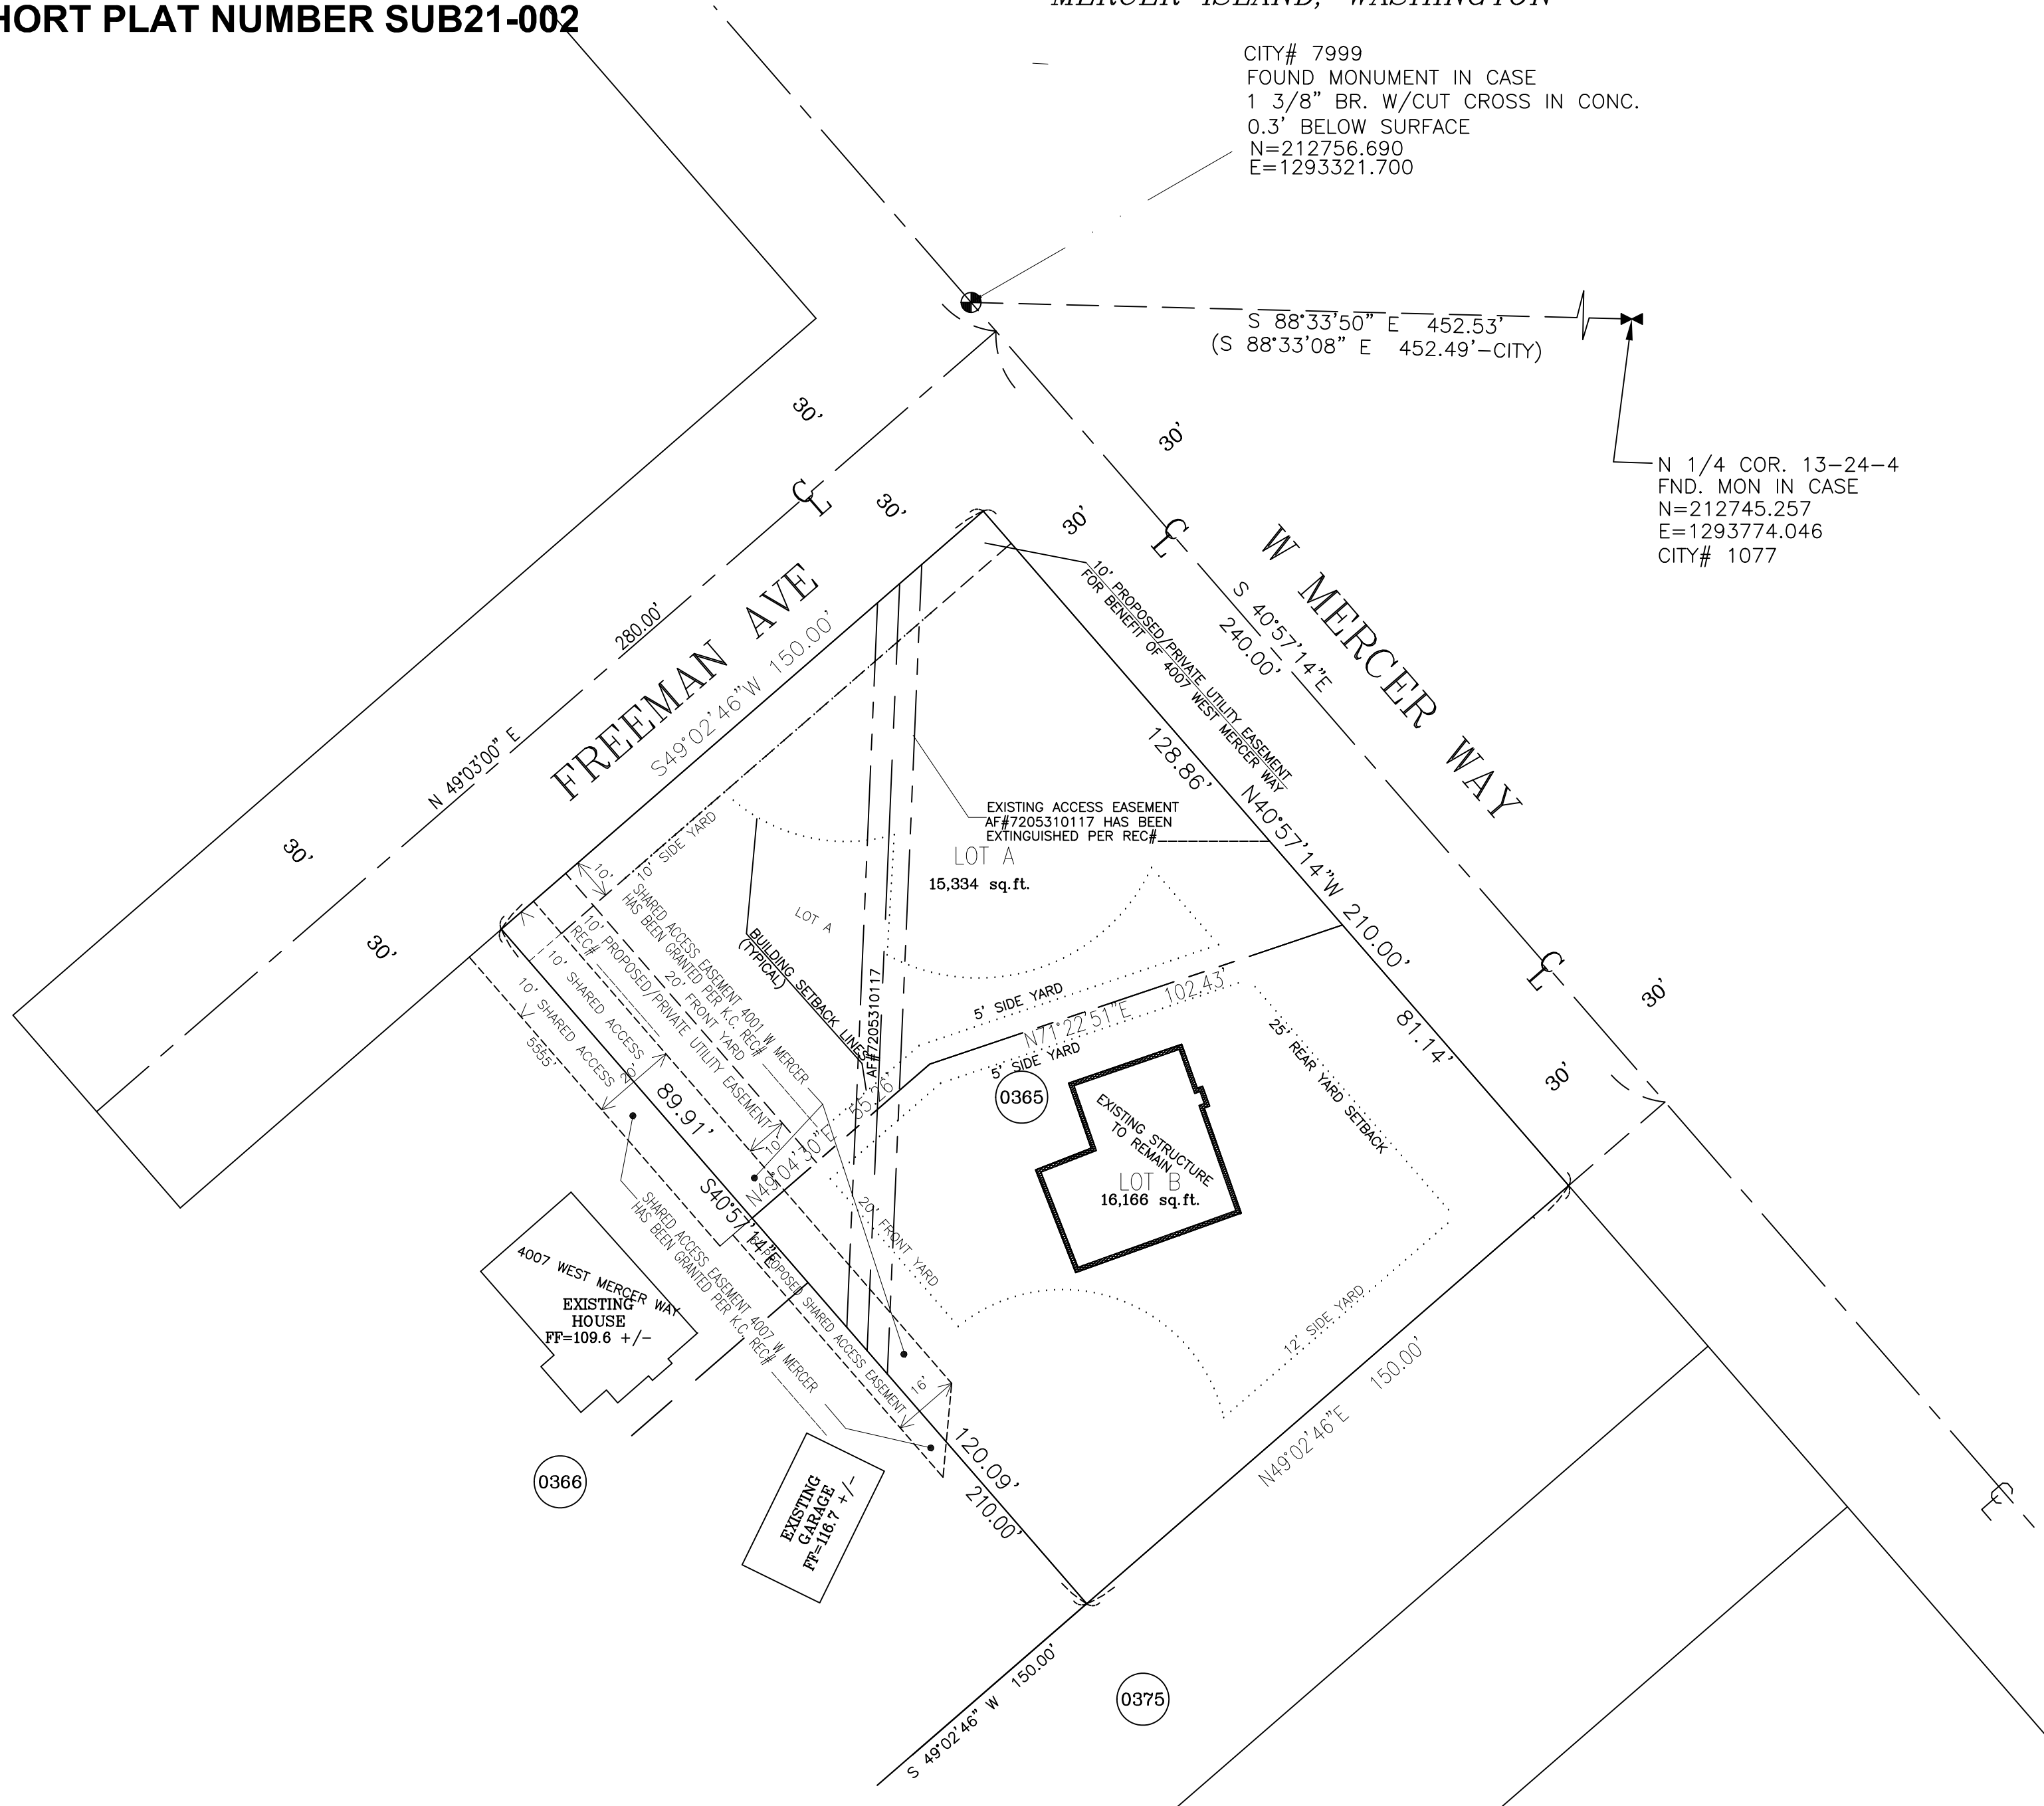 HORT PLAT NUMBER SUB21-002
MERCER ISLAND, WASHINGTON
CITY# 7999
FOUND MONUMENT IN CASE
1 3/8" BR. W/CUT CROSS IN CONC.
0.3' BELOW SURFACE
N=212756.690
E=1293321.700
S 88°33'50" E 452.53'
(S 88°33'08" E 452.49'-CITY)
N 1/4 COR. 13-24-4
FND. MON IN CASE
N=212745.257
E=1293774.046
CITY# 1077
30'
30'
30'
30'
CL
CL
W MERCER WAY
S 40°57'14"E
240.00'
FREEMAN AVE
280.00'
N 49°03'00" E
S49°02'46"W 150.00'
10' PROPOSED/PRIVATE UTILITY EASEMENT
FOR BENEFIT OF 4007 WEST MERCER WAY
128.86'
N40°57'14"W 210.00'
81.14'
EXISTING ACCESS EASEMENT
AF#7205310117 HAS BEEN
EXTINGUISHED PER REC#____________
LOT A
15,334 sq.ft.
LOT A
30'
30'
10' SIDE YARD
10'
SHARED ACCESS EASEMENT 4001 W MERCER
HAS BEEN GRANTED PER K.C. REC#
20' FRONT YARD
10' PROPOSED/PRIVATE UTILITY EASEMENT
REC#
10' SHARED ACCESS
10' SHARED ACCESS
5565'
20'
89.91'
10'
BUILDING SETBACK LINES
(TYPICAL)
AF#7205310117
5' SIDE YARD
N71°22'51"E 102.43'
5' SIDE YARD
55.26'
N49°04'30"E
0365
EXISTING STRUCTURE
TO REMAIN
LOT B
16,166 sq.ft.
25' REAR YARD SETBACK
CL
30'
30'
S40°57'14"E
PROPOSED SHARED ACCESS EASEMENT
SHARED ACCESS EASEMENT 4007 W MERCER
HAS BEEN GRANTED PER K.C. REC#
20' FRONT YARD
16'
12' SIDE YARD
N49°02'46"E 150.00'
4007 WEST MERCER WAY
EXISTING
HOUSE
FF=109.6 +/-
0366
EXISTING
GARAGE
FF=116.7 +/-
120.09'
210.00'
CL
S 49°02'46" W 150.00'
0375